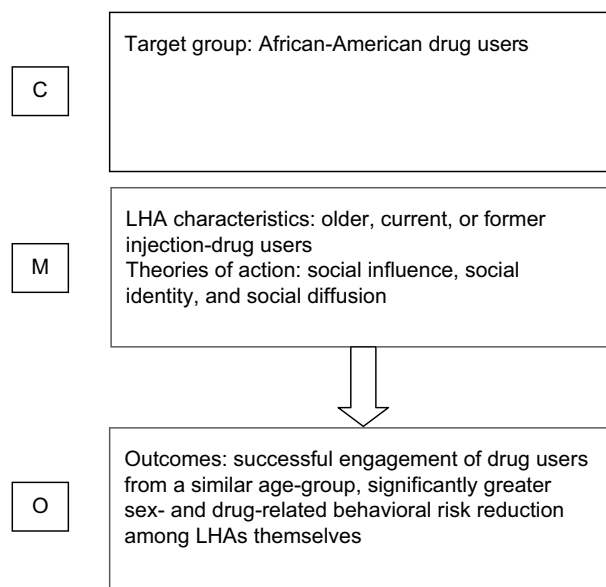 C
Target group: African-American drug users
M
LHA characteristics: older, current, or former
injection-drug users
Theories of action: social influence, social
identity, and social diffusion
O
Outcomes: successful engagement of drug users
from a similar age-group, significantly greater
sex- and drug-related behavioral risk reduction
among LHAs themselves